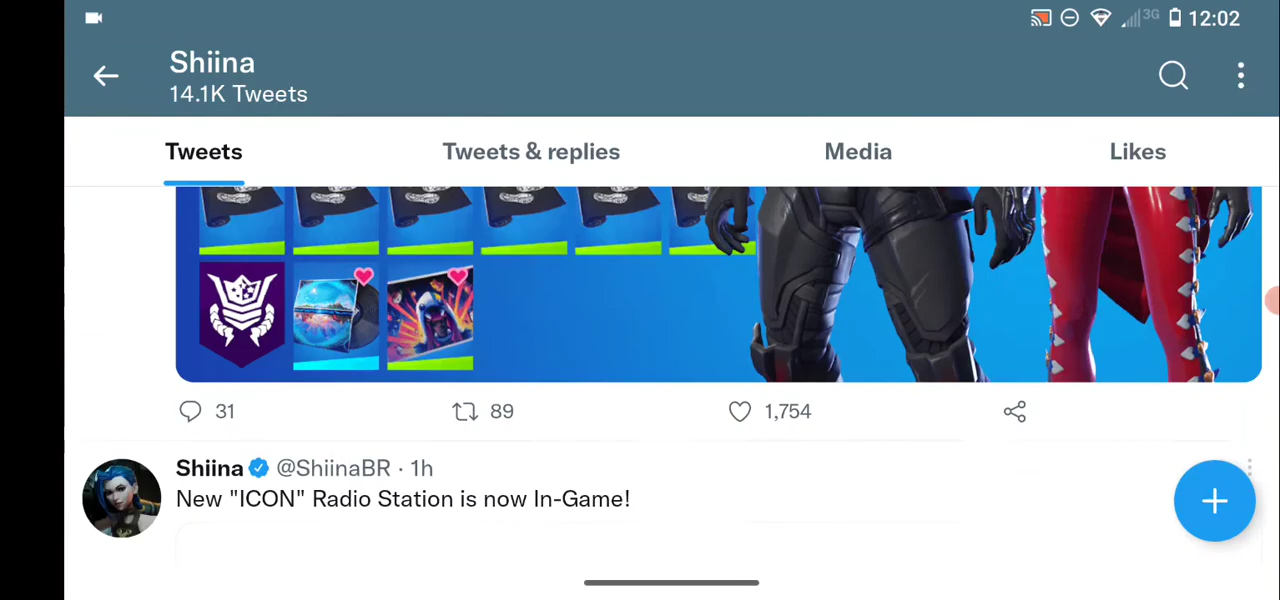 3G 12:02
Shiina
14.1K Tweets
Tweets Tweets & replies Media Likes
31 89 1,754
Shiina @ShiinaBR · 1h
New "ICON" Radio Station is now In-Game!